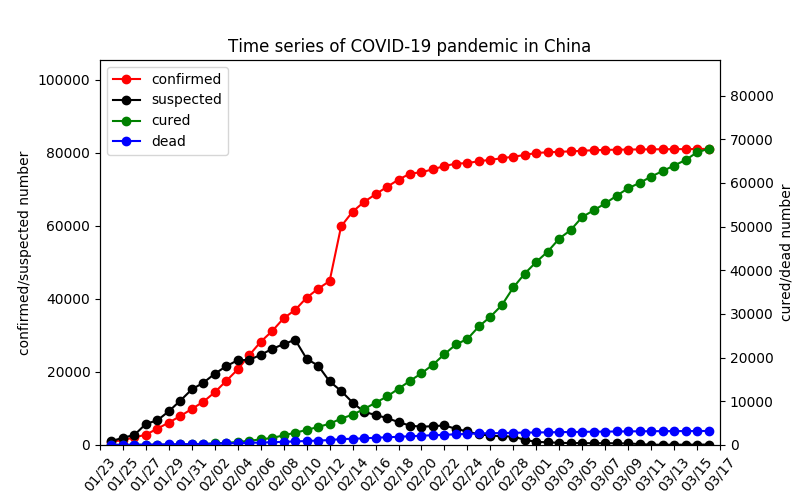 Time series of COVID-19 pandemic in China
confirmed
suspected
cured
dead
100000
80000
60000
40000
20000
0
confirmed/suspected number
80000
70000
60000
50000
40000
30000
20000
10000
0
cured/dead number
01/23 01/25 01/27 01/29 01/31 02/02 02/04 02/06 02/08 02/10 02/12 02/14 02/16 02/18 02/20 02/22 02/24 02/26 02/28 03/01 03/03 03/05 03/07 03/09 03/11 03/13 03/15 03/17